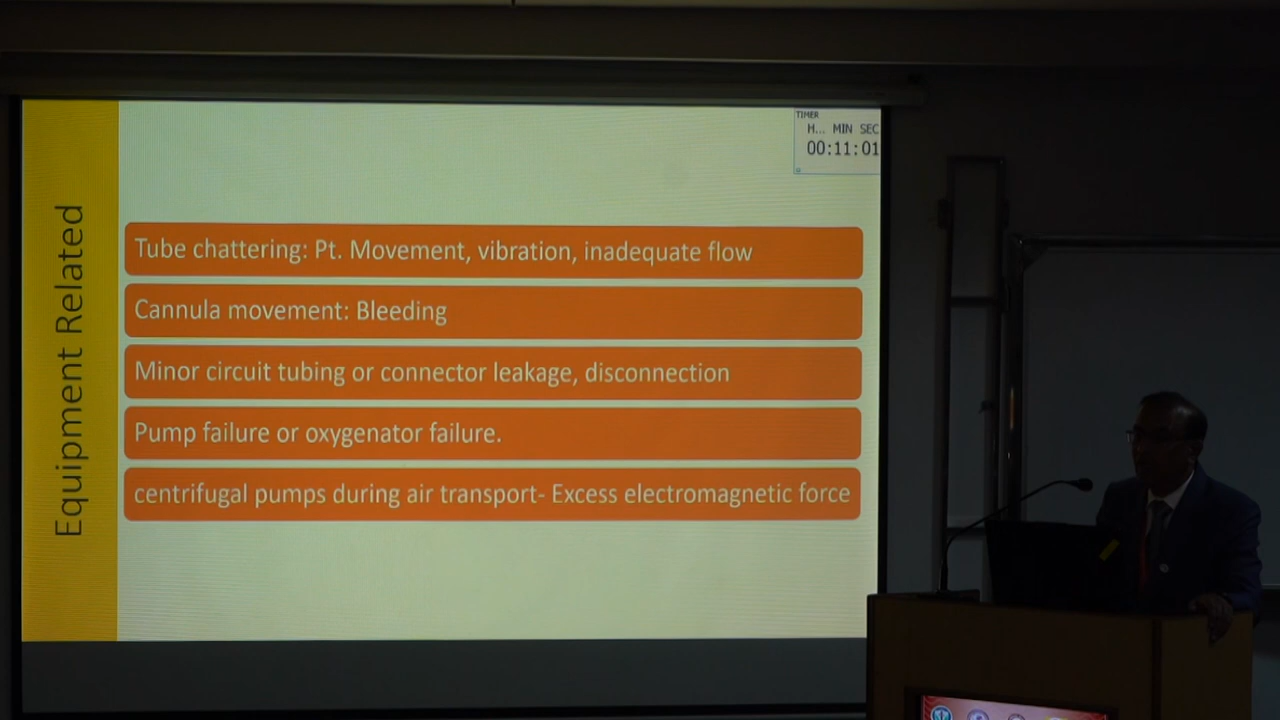 TIMER
H... MIN SEC
00:11:01
Equipment Related
Tube chattering: Pt. Movement, vibration, inadequate flow
Cannula movement: Bleeding
Minor circuit tubing or connector leakage, disconnection
Pump failure or oxygenator failure.
centrifugal pumps during air transport- Excess electromagnetic force